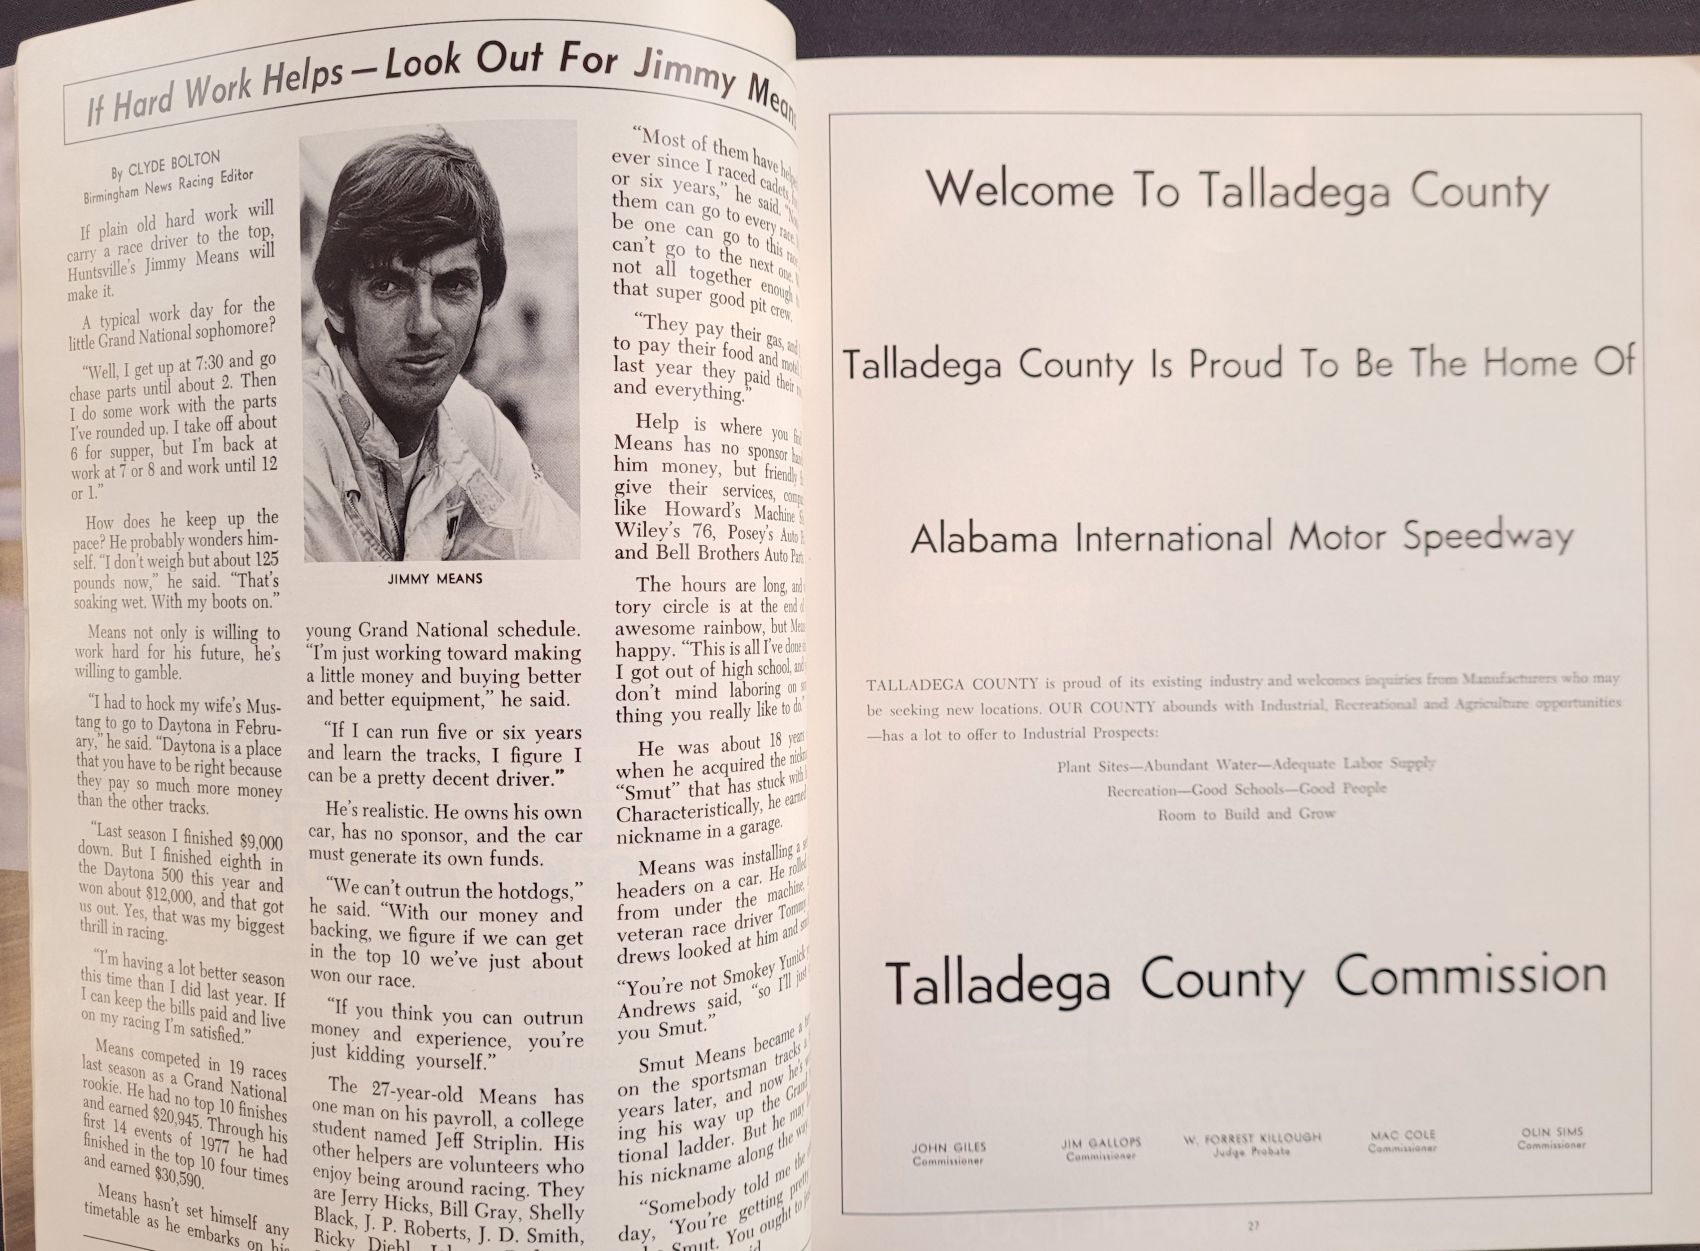 If Hard Work Helps—Look Out For Jimmy Mean
By CLYDE BOLTON
Birmingham News Racing Editor
If plain old hard work will
carry a race driver to the top,
Huntsville's Jimmy Means will
make it.
A typical work day for the
little Grand National sophomore?
"Well, I get up at 7:30 and go
chase parts until about 2. Then
I do some work with the parts
I've rounded up. I take off about
6 for supper, but I'm back at
work at 7 or 8 and work until 12
or 1."
How does he keep up the
pace? He probably wonders him-
self. "I don't weigh but about 125
pounds now," he said. "That's
soaking wet. With my boots on."
Means not only is willing to
work hard for his future, he's
willing to gamble.
"I had to hock my wife's Mus-
tang to go to Daytona in Febru-
ary," he said. "Daytona is a place
that you have to be right because
they pay so much more money
than the other tracks.
"Last season I finished $9,000
down. But I finished eighth in
the Daytona 500 this year and
won about $12,000, and that got
us out. Yes, that was my biggest
thrill in racing.
"I'm having a lot better season
this time than I did last year. If
I can keep the bills paid and live
on my racing I'm satisfied."
Means competed in 19 races
last season as a Grand National
rookie. He had no top 10 finishes
and earned $20,945. Through his
first 14 events of 1977 he had
finished in the top 10 four times
and earned $30,590.
Means hasn't set himself any
timetable as he embarks on his
JIMMY MEANS
young Grand National schedule.
"I'm just working toward making
a little money and buying better
and better equipment," he said.
"If I can run five or six years
and learn the tracks, I figure I
can be a pretty decent driver."
He's realistic. He owns his own
car, has no sponsor, and the car
must generate its own funds.
"We can't outrun the hotdogs,"
he said. "With our money and
backing, we figure if we can get
in the top 10 we've just about
won our race.
"If you think you can outrun
money and experience, you're
just kidding yourself."
The 27-year-old Means has
one man on his payroll, a college
student named Jeff Striplin. His
other helpers are volunteers who
enjoy being around racing. They
are Jerry Hicks, Bill Gray, Shelly
Black, J. P. Roberts, J. D. Smith,
Ricky Diehl,
"Most of them have
ever since I raced cadets,
or six years," he said.
them can go to every race.
be one can go to this race
can't go to the next one.
not all together enough
that super good pit crew.
"They pay their gas, and
to pay their food and
last year they paid their
and everything."
Help is where you
Means has no sponsor
him money, but friendly
give their services,
like Howard's Machine
Wiley's 76, Posey's Auto
and Bell Brothers Auto
The hours are long, and
tory circle is at the end
awesome rainbow, but
happy. "This is all I've done
I got out of high school, and
don't mind laboring on
thing you really like to do."
He was about 18 years
when he acquired the
"Smut" that has stuck with
Characteristically, he earned
nickname in a garage.
Means was installing a
headers on a car. He rolled
from under the machine,
veteran race driver
drews looked at him and
"You're not Smokey Yunick
Andrews said, "so I'll just
you Smut."
Smut Means became a
on the sportsman tracks
years later, and now he's
ing his way up the Grand
tional ladder. But he may
his nickname along the way
"Somebody told me the
day, 'You're getting pretty
Smut. You ought to
Welcome To Talladega County
Talladega County Is Proud To Be The Home Of
Alabama International Motor Speedway
TALLADEGA COUNTY is proud of its existing industry and welcomes inquiries from Manufacturers who may
be seeking new locations. OUR COUNTY abounds with Industrial, Recreational and Agriculture opportunities
—has a lot to offer to Industrial Prospects:
Plant Sites—Abundant Water—Adequate Labor Supply
Recreation—Good Schools—Good People
Room to Build and Grow
Talladega County Commission
JOHN GILES
Commissioner
JIM GALLOPS
Commissioner
W. FORREST KILLOUGH
Judge Probate
MAC COLE
Commissioner
OLIN SIMS
Commissioner
27